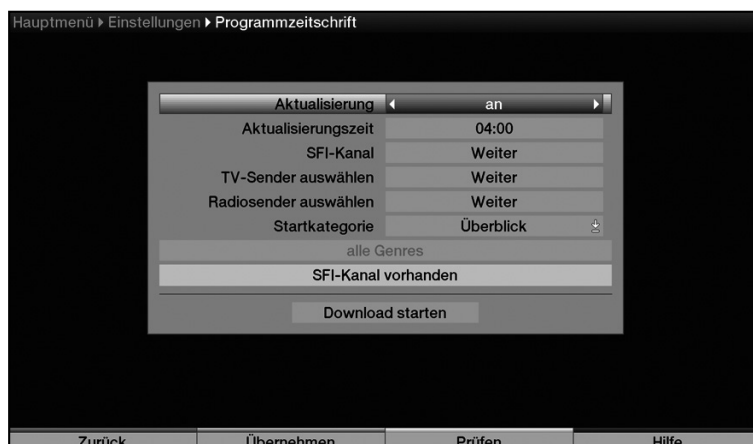 Hauptmenü Einstellungen Programmzeitschrift
Aktualisierung an
Aktualisierungszeit 04:00
SFI-Kanal Weiter
TV-Sender auswählen Weiter
Radiosender auswählen Weiter
Startkategorie Überblick
alle Genres
SFI-Kanal vorhanden
Download starten
Zurück Übernehmen Prüfen Hilfe